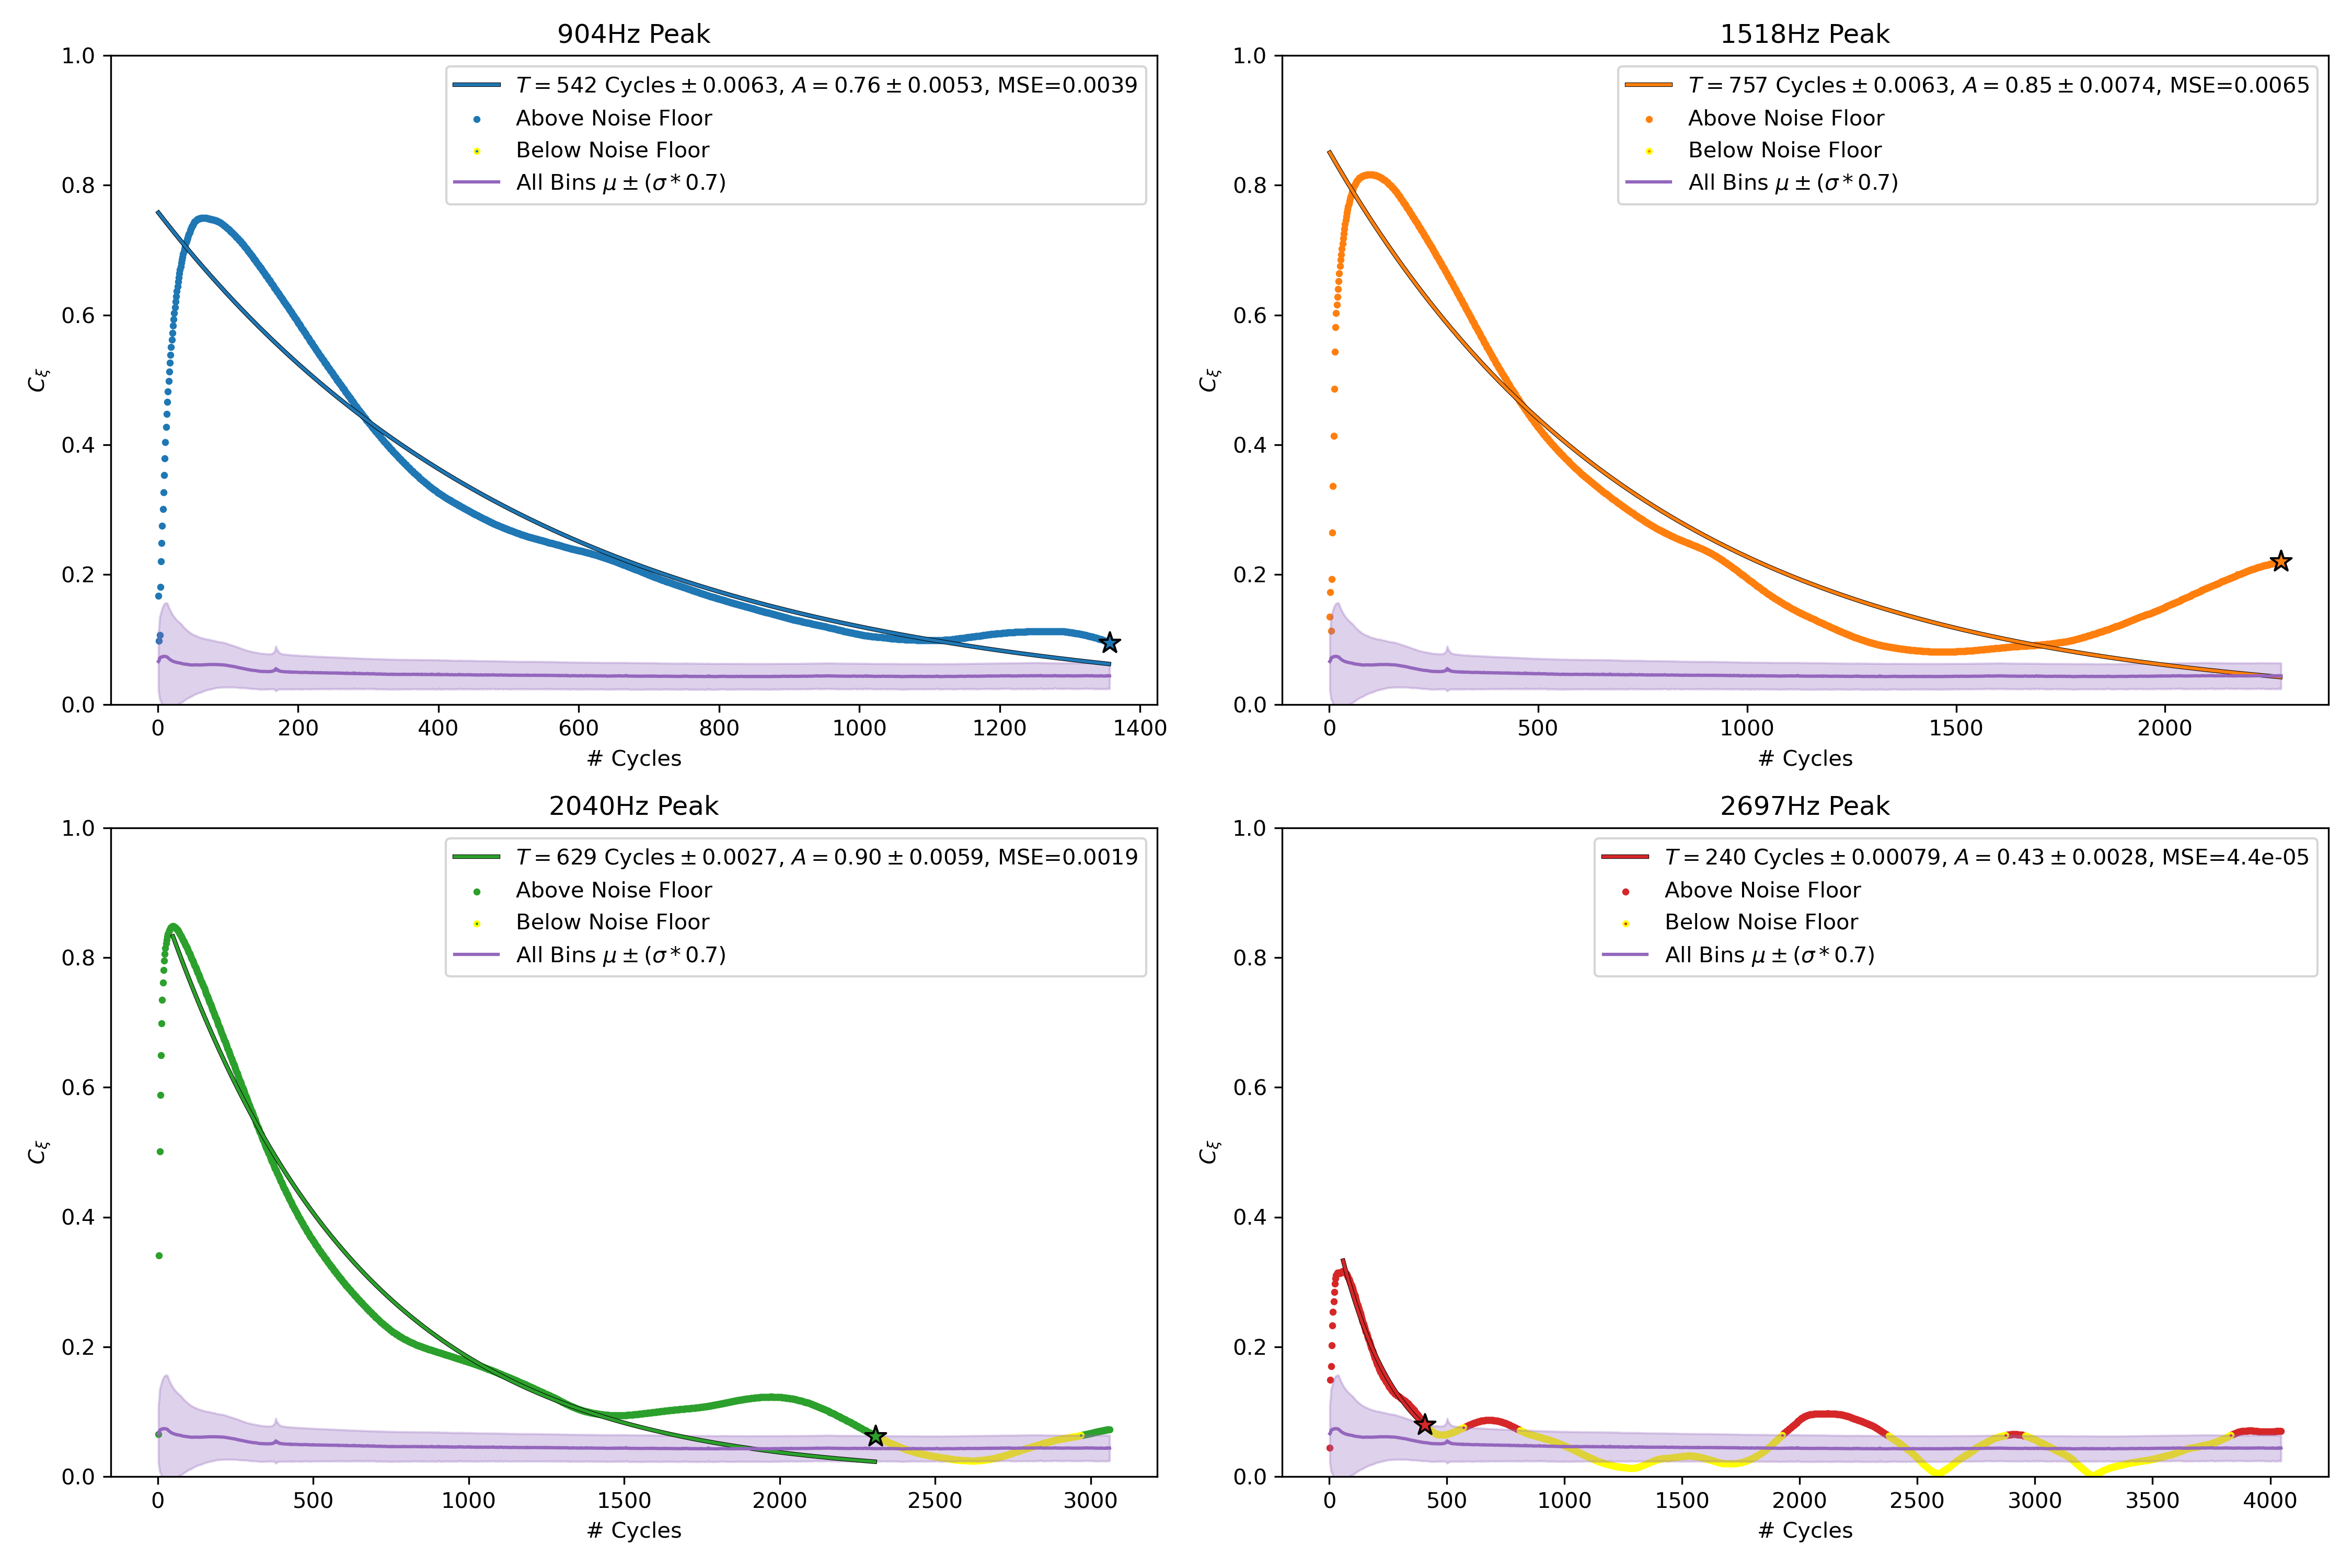 904Hz Peak
1.0
0.8
0.6
0.4
0.2
0.0
C_ξ
T = 542 Cycles ± 0.0063, A = 0.76 ± 0.0053, MSE=0.0039
Above Noise Floor
Below Noise Floor
All Bins μ ± (σ * 0.7)
0 200 400 600 800 1000 1200 1400
# Cycles
1518Hz Peak
1.0
0.8
0.6
0.4
0.2
0.0
C_ξ
T = 757 Cycles ± 0.0063, A = 0.85 ± 0.0074, MSE=0.0065
Above Noise Floor
Below Noise Floor
All Bins μ ± (σ * 0.7)
0 500 1000 1500 2000
# Cycles
2040Hz Peak
1.0
0.8
0.6
0.4
0.2
0.0
C_ξ
T = 629 Cycles ± 0.0027, A = 0.90 ± 0.0059, MSE=0.0019
Above Noise Floor
Below Noise Floor
All Bins μ ± (σ * 0.7)
0 500 1000 1500 2000 2500 3000
# Cycles
2697Hz Peak
1.0
0.8
0.6
0.4
0.2
0.0
C_ξ
T = 240 Cycles ± 0.00079, A = 0.43 ± 0.0028, MSE=4.4e-05
Above Noise Floor
Below Noise Floor
All Bins μ ± (σ * 0.7)
0 500 1000 1500 2000 2500 3000 3500 4000
# Cycles